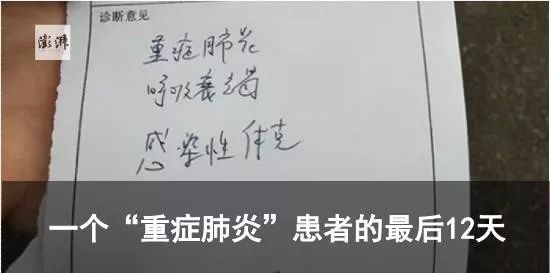 澎湃
诊断意见
重症肺炎
呼吸衰竭
感染性休克
一个“重症肺炎”患者的最后12天